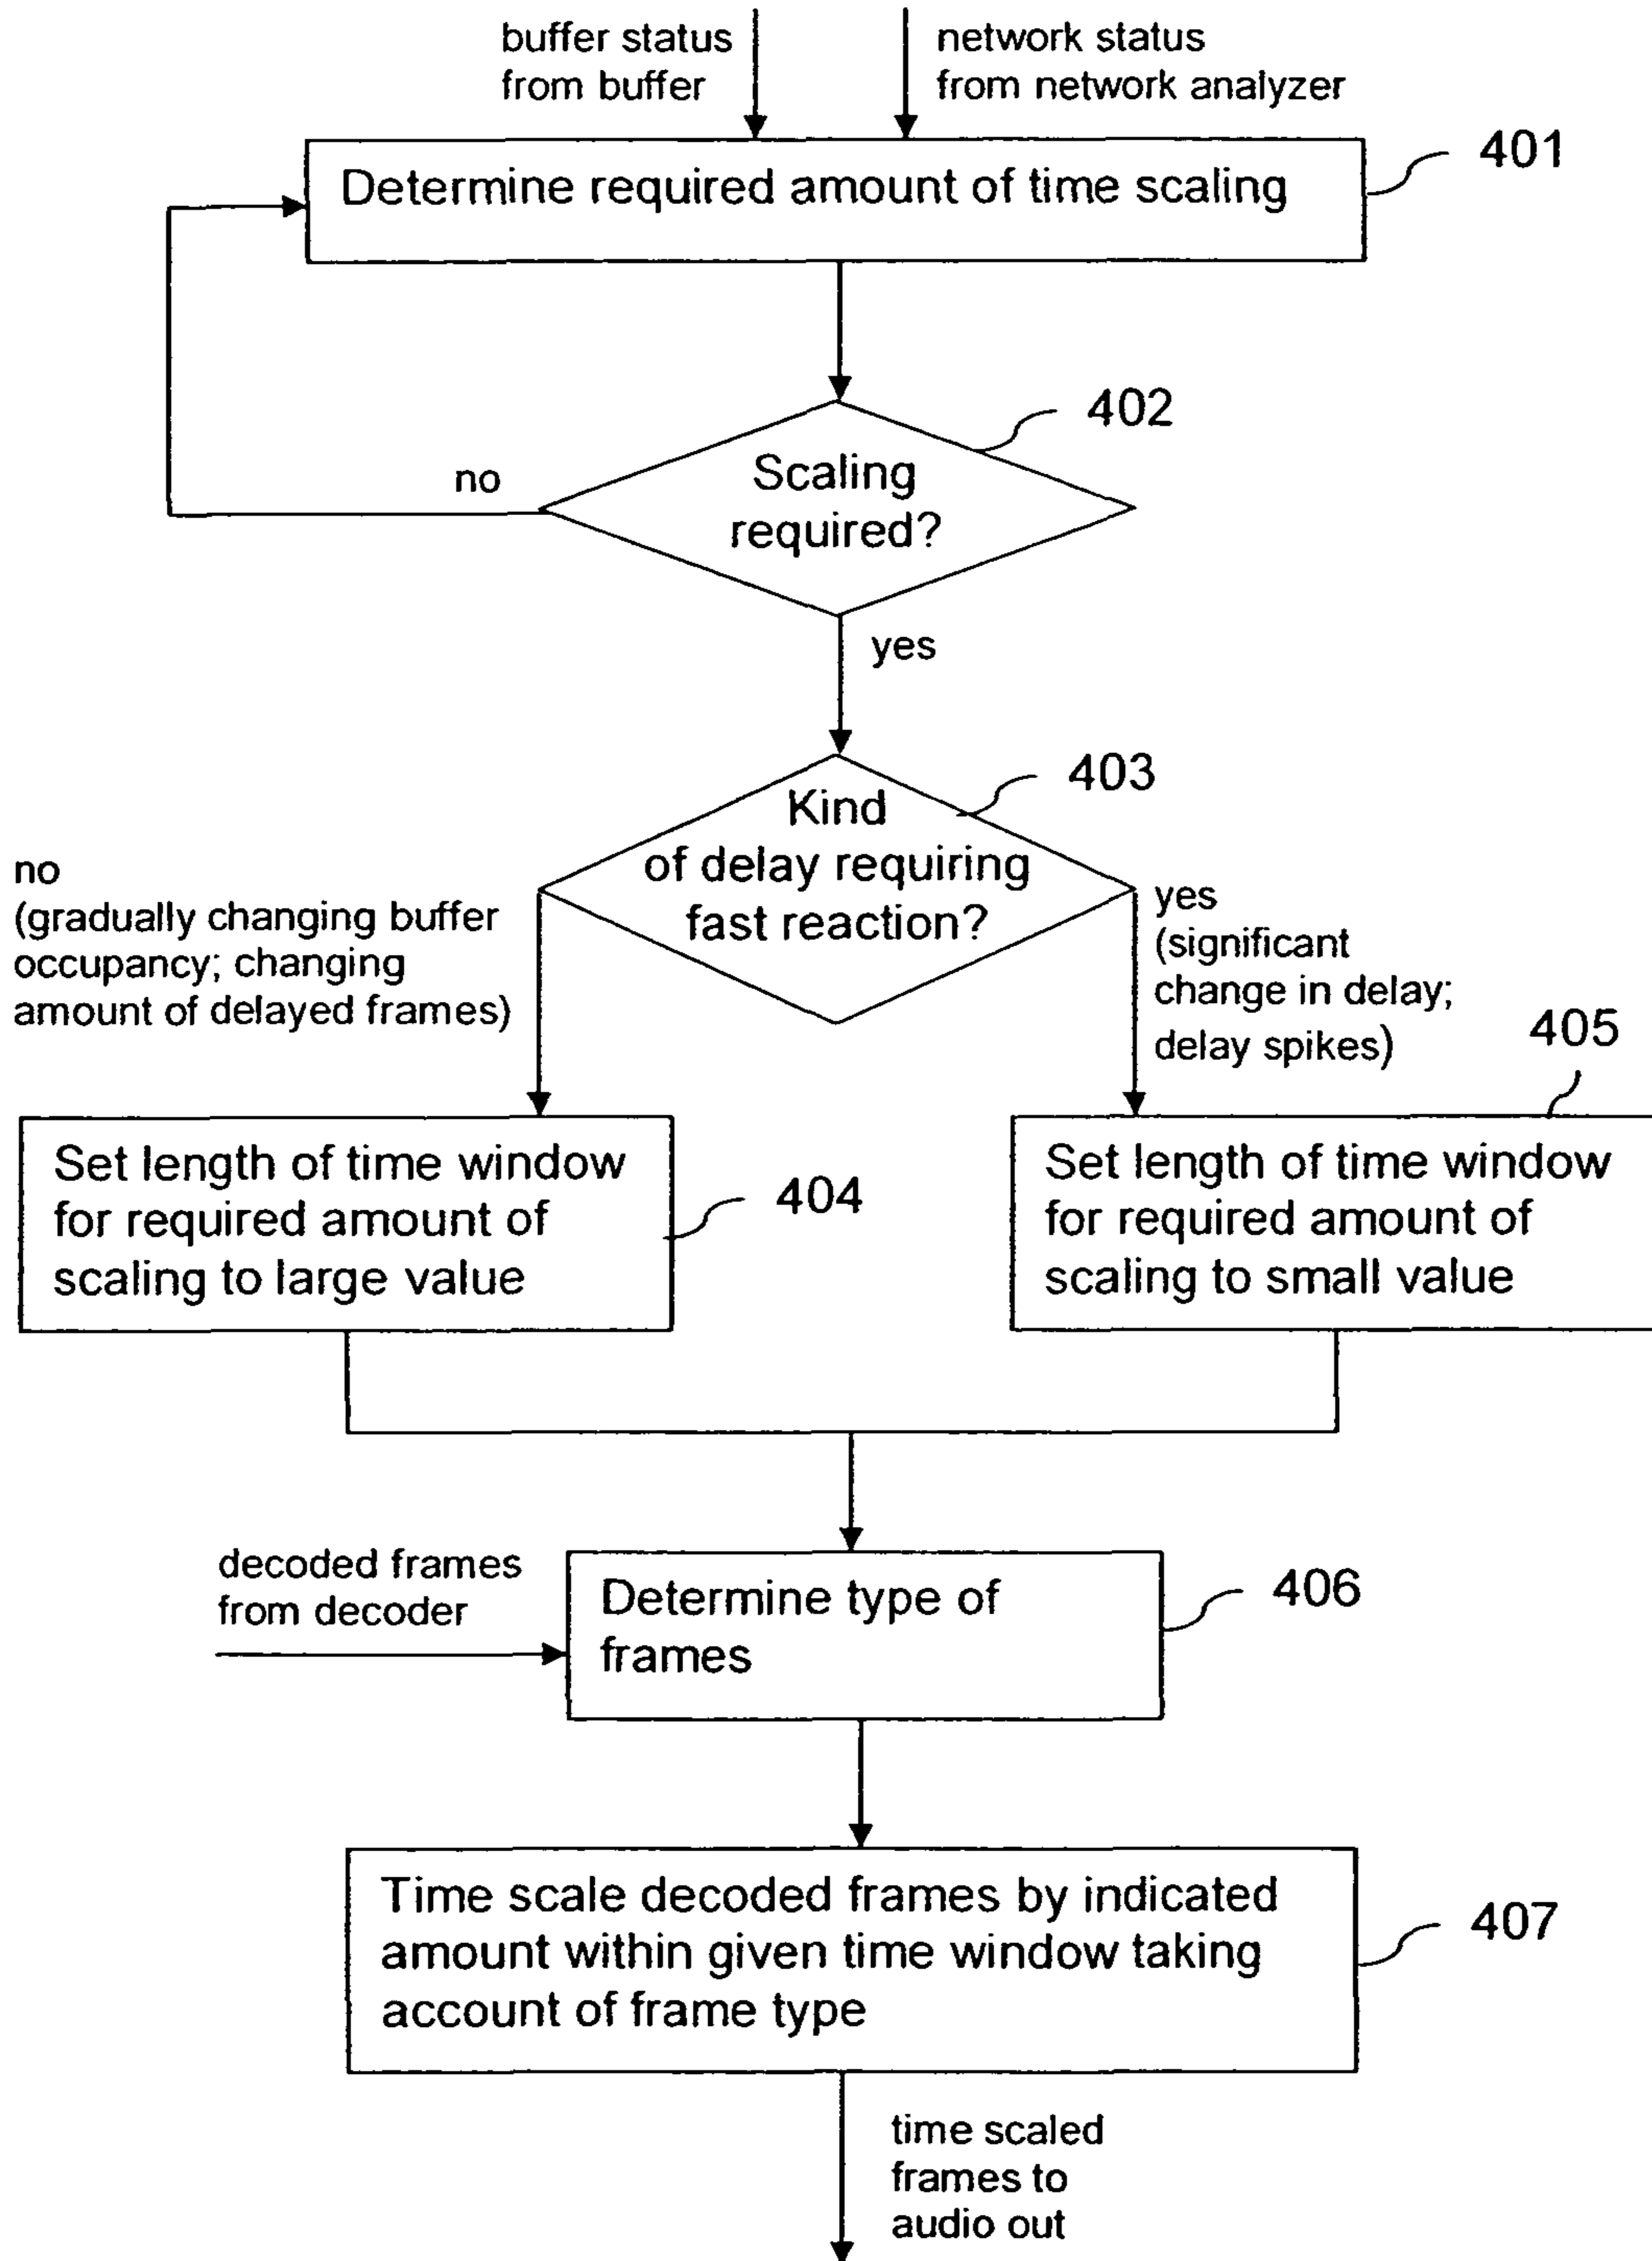 buffer status
from buffer
network status
from network analyzer
Determine required amount of time scaling
401
402
Scaling
required?
no
yes
403
Kind
of delay requiring
fast reaction?
no
(gradually changing buffer
occupancy; changing
amount of delayed frames)
yes
(significant
change in delay;
delay spikes)
405
Set length of time window
for required amount of
scaling to large value
404
Set length of time window
for required amount of
scaling to small value
decoded frames
from decoder
Determine type of
frames
406
Time scale decoded frames by indicated
amount within given time window taking
account of frame type
407
time scaled
frames to
audio out